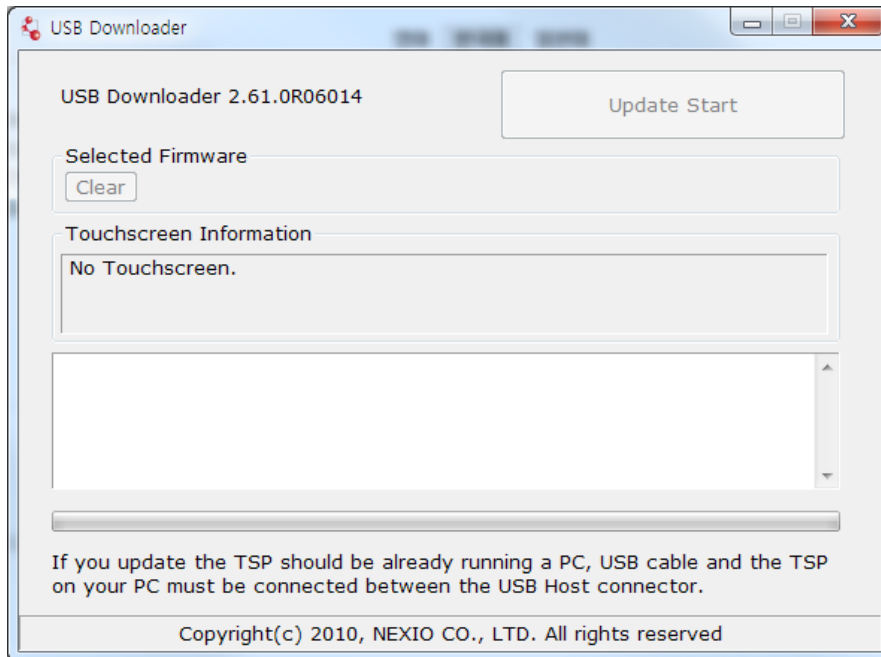 USB Downloader
USB Downloader 2.61.0R06014
Update Start
Selected Firmware
Clear
Touchscreen Information
No Touchscreen.
If you update the TSP should be already running a PC, USB cable and the TSP
on your PC must be connected between the USB Host connector.
Copyright(c) 2010, NEXIO CO., LTD. All rights reserved